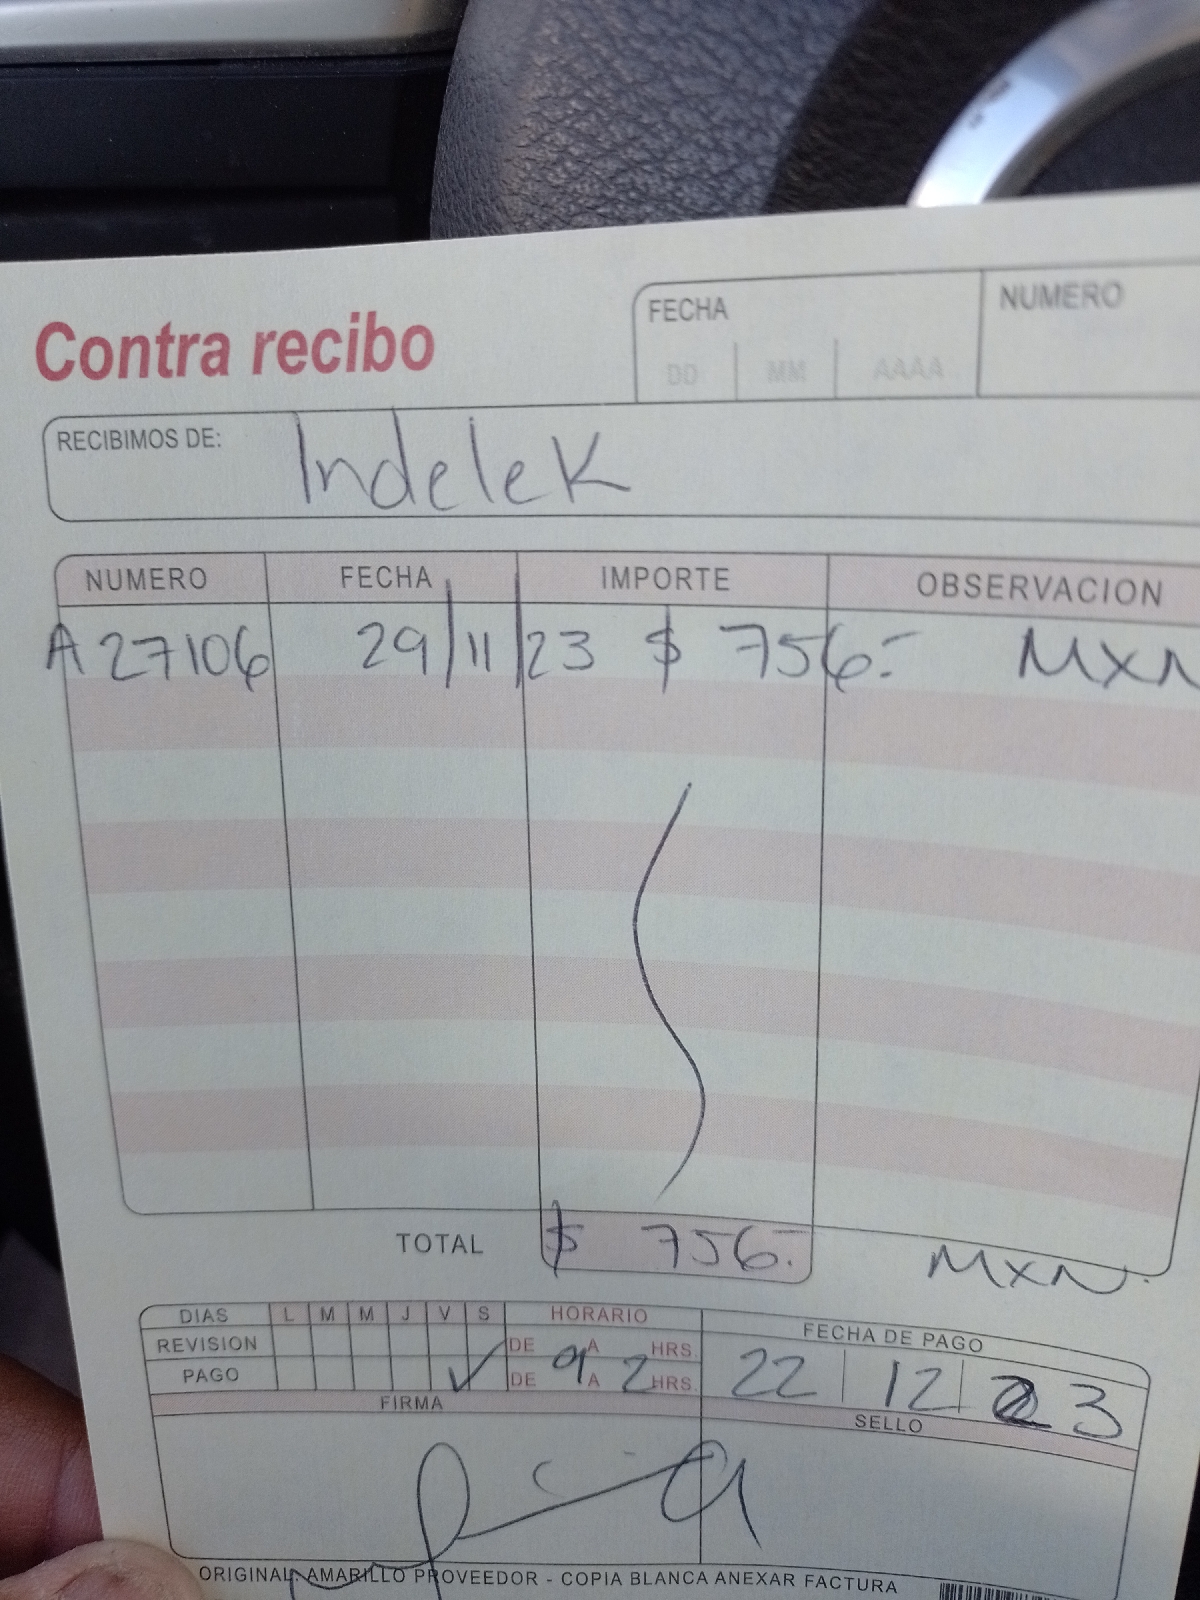 FECHA NUMERO
Contra recibo DD MM AAAA
RECIBIMOS DE: Indelek
NUMERO FECHA IMPORTE OBSERVACION
A27106 29/11/23 $ 756.- MXN
TOTAL $ 756.- MXN.
DIAS L M M J V S HORARIO FECHA DE PAGO
REVISION DE A HRS.
PAGO ✓ DE 9 A 2 HRS. 22 12 23
FIRMA SELLO
ORIGINAL: AMARILLO PROVEEDOR - COPIA BLANCA ANEXAR FACTURA